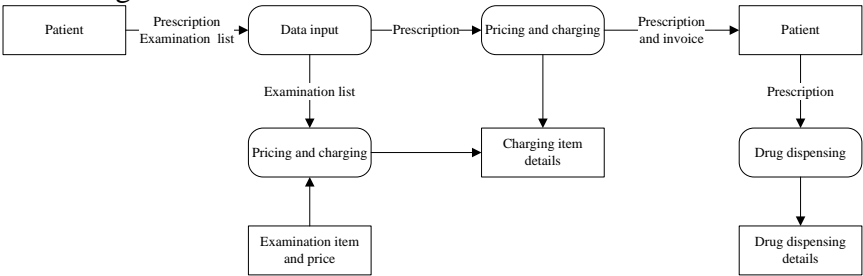 Patient
Prescription
Examination list
Data input
Prescription
Pricing and charging
Prescription
and invoice
Patient
Examination list
Prescription
Pricing and charging
Charging item
details
Drug dispensing
Examination item
and price
Drug dispensing
details